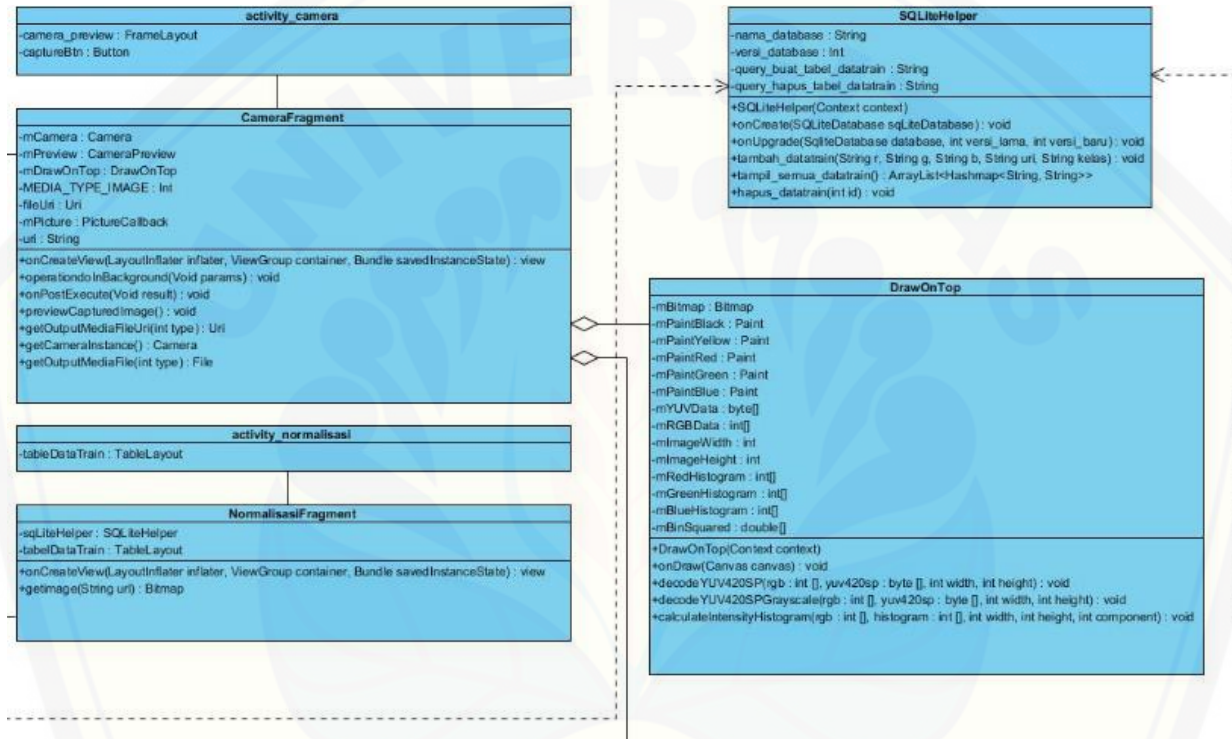 activity_camera
-camera_preview : FrameLayout
-captureBtn : Button
CameraFragment
-mCamera : Camera
-mPreview : CameraPreview
-mDrawOnTop : DrawOnTop
-MEDIA_TYPE_IMAGE : Int
-fileUri : Uri
-mPicture : PictureCallback
-uri : String
+onCreateView(LayoutInflater inflater, ViewGroup container, Bundle savedInstanceState) : view
+operationdoInBackground(Void params) : void
+onPostExecute(Void result) : void
+previewCapturedImage() : void
+getOutputMediaFileUri(int type) : Uri
+getCameraInstance() : Camera
+getOutputMediaFile(int type) : File
activity_normalisasi
-tableDataTrain : TableLayout
NormalisasiFragment
-sqLiteHelper : SQLiteHelper
-tabelDataTrain : TableLayout
+onCreateView(LayoutInflater inflater, ViewGroup container, Bundle savedInstanceState) : view
+getimage(String url) : Bitmap
SQLiteHelper
-nama_database : String
-versi_database : Int
-query_buat_tabel_datatrain : String
-query_hapus_tabel_datatrain : String
+SQLiteHelper(Context context)
+onCreate(SQLiteDatabase sqLiteDatabase) : void
+onUpgrade(SqliteDatabase database, int versi_lama, int versi_baru) : void
+tambah_datatrain(String r, String g, String b, String uri, String kelas) : void
+tampil_semua_datatrain() : ArrayList<Hashmap<String, String>>
+hapus_datatrain(int id) : void
DrawOnTop
-mBitmap : Bitmap
-mPaintBlack : Paint
-mPaintYellow : Paint
-mPaintRed : Paint
-mPaintGreen : Paint
-mPaintBlue : Paint
-mYUVData : byte[]
-mRGBData : int[]
-mImageWidth : int
-mImageHeight : int
-mRedHistogram : int[]
-mGreenHistogram : int[]
-mBlueHistogram : int[]
-mBinSquared : double[]
+DrawOnTop(Context context)
+onDraw(Canvas canvas) : void
+decodeYUV420SP(rgb : int [], yuv420sp : byte [], int width, int height) : void
+decodeYUV420SPGrayscale(rgb : int [], yuv420sp : byte [], int width, int height) : void
+calculateIntensityHistogram(rgb : int [], histogram : int [], int width, int height, int component) : void
UNIVERSITAS